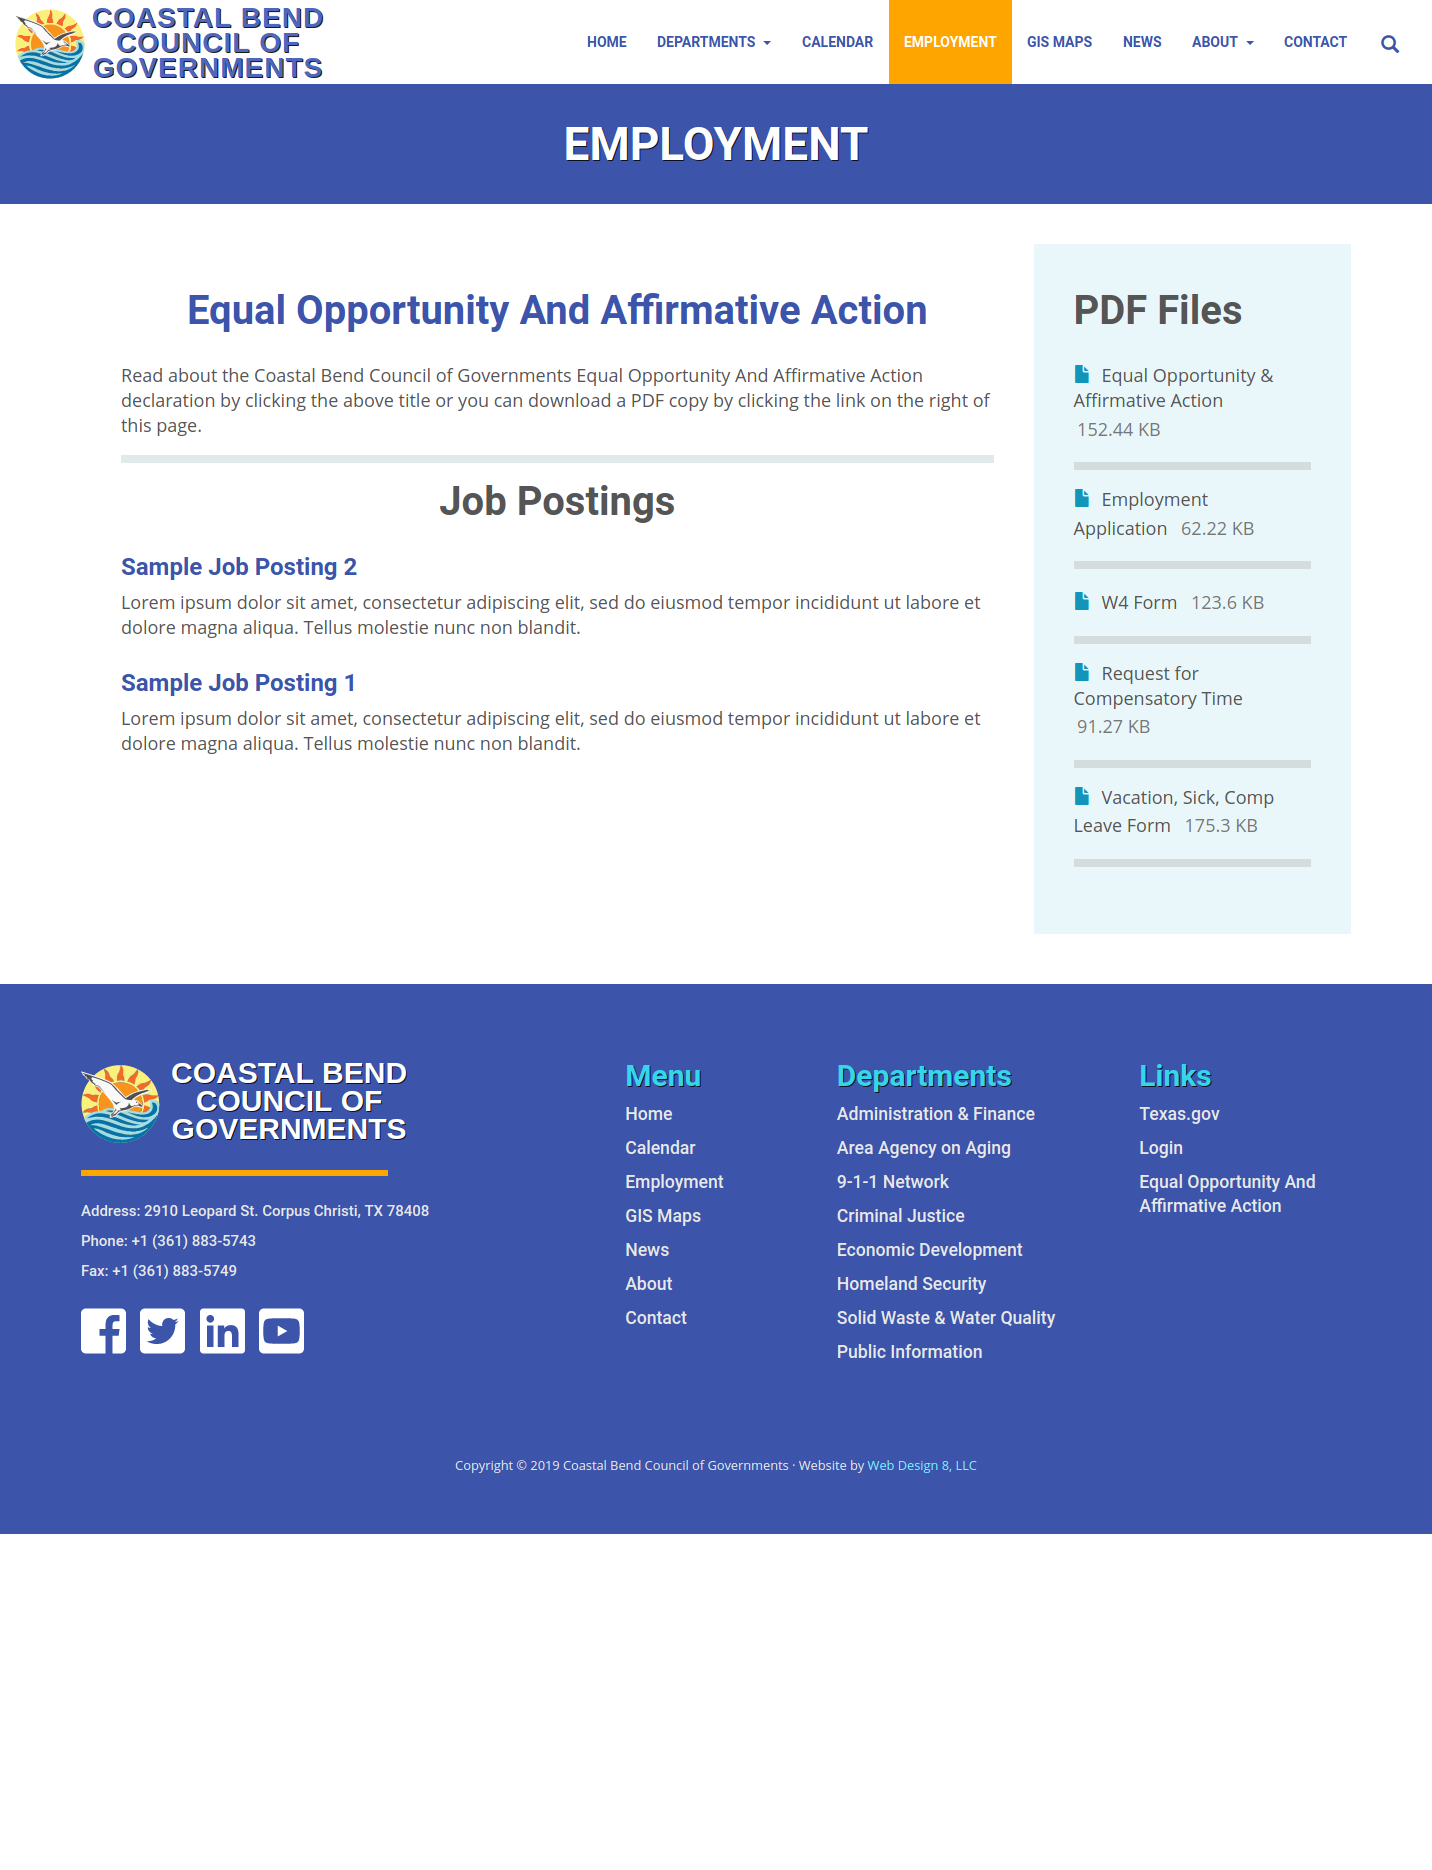 COASTAL BEND
COUNCIL OF
GOVERNMENTS
HOME DEPARTMENTS CALENDAR EMPLOYMENT GIS MAPS NEWS ABOUT CONTACT
EMPLOYMENT
Equal Opportunity And Affirmative Action
Read about the Coastal Bend Council of Governments Equal Opportunity And Affirmative Action
declaration by clicking the above title or you can download a PDF copy by clicking the link on the right of
this page.
Job Postings
Sample Job Posting 2
Lorem ipsum dolor sit amet, consectetur adipiscing elit, sed do eiusmod tempor incididunt ut labore et
dolore magna aliqua. Tellus molestie nunc non blandit.
Sample Job Posting 1
Lorem ipsum dolor sit amet, consectetur adipiscing elit, sed do eiusmod tempor incididunt ut labore et
dolore magna aliqua. Tellus molestie nunc non blandit.
PDF Files
Equal Opportunity &
Affirmative Action
152.44 KB
Employment
Application 62.22 KB
W4 Form 123.6 KB
Request for
Compensatory Time
91.27 KB
Vacation, Sick, Comp
Leave Form 175.3 KB
COASTAL BEND
COUNCIL OF
GOVERNMENTS
Address: 2910 Leopard St. Corpus Christi, TX 78408
Phone: +1 (361) 883-5743
Fax: +1 (361) 883-5749
Menu
Home
Calendar
Employment
GIS Maps
News
About
Contact
Departments
Administration & Finance
Area Agency on Aging
9-1-1 Network
Criminal Justice
Economic Development
Homeland Security
Solid Waste & Water Quality
Public Information
Links
Texas.gov
Login
Equal Opportunity And
Affirmative Action
Copyright © 2019 Coastal Bend Council of Governments · Website by Web Design 8, LLC